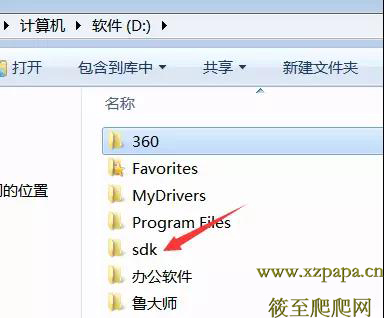 计算机 ▸ 软件 (D:) ▸
打开 包含到库中 共享 新建文件夹
名称
360
Favorites
MyDrivers
的位置
Program Files
sdk
办公软件
www.xzpapa.cn
鲁大师
筱至爬爬网